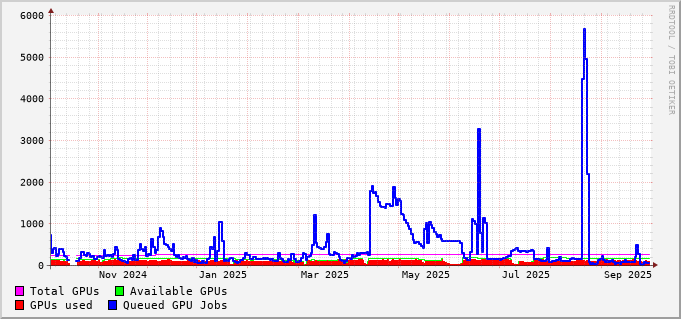 6000
5000
4000
3000
2000
1000
0
Nov 2024 Jan 2025 Mar 2025 May 2025 Jul 2025 Sep 2025
Total GPUs Available GPUs
GPUs used Queued GPU Jobs
RRDTOOL / TOBI OETIKER